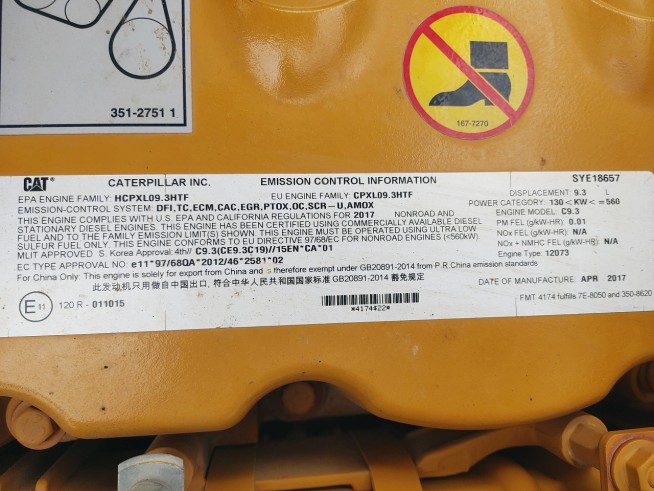 351-2751 1
167-7270
CAT CATERPILLAR INC. EMISSION CONTROL INFORMATION SYE18657
EPA ENGINE FAMILY: HCPXL09.3HTF EU ENGINE FAMILY: CPXL09.3HTF DISPLACEMENT: 9.3 L
EMISSION-CONTROL SYSTEM: DFI,TC,ECM,CAC,EGR,PTOX,OC,SCR-U,AMOX POWER CATEGORY: 130<KW<=560
THIS ENGINE COMPLIES WITH U.S. EPA AND CALIFORNIA REGULATIONS FOR 2017 NONROAD AND ENGINE MODEL: C9.3
STATIONARY DIESEL ENGINES. THIS ENGINE HAS BEEN CERTIFIED USING COMMERCIALLY AVAILABLE DIESEL PM FEL (g/kW-HR): 0.01
FUEL AND TO THE FAMILY EMISSION LIMIT(S) SHOWN. THIS ENGINE MUST BE OPERATED USING ULTRA LOW NOx FEL (g/kW-HR): N/A
SULFUR FUEL ONLY. THIS ENGINE CONFORMS TO EU DIRECTIVE 97/68/EC FOR NONROAD ENGINES (<560kW) NOx + NMHC FEL (g/kW-HR): N/A
MLIT APPROVED S. Korea Approval: 4th// C9.3(CE9.3C19)//15EN*CA*01 Engine Type: 12073
EC TYPE APPROVAL NO: e11*97/68QA*2012/46*2581*02
For China Only: This engine is solely for export from China and is therefore exempt under GB20891-2014 from P.R.China emission standards
DATE OF MANUFACTURE: APR 2017
此发动机只用做自中国出口, 符合中华人民共和国国家标准 GB20891-2014 豁免规定
E11 120 R - 011015 *4174$22* FMT 4174 fulfills 7E-8050 and 350-8620